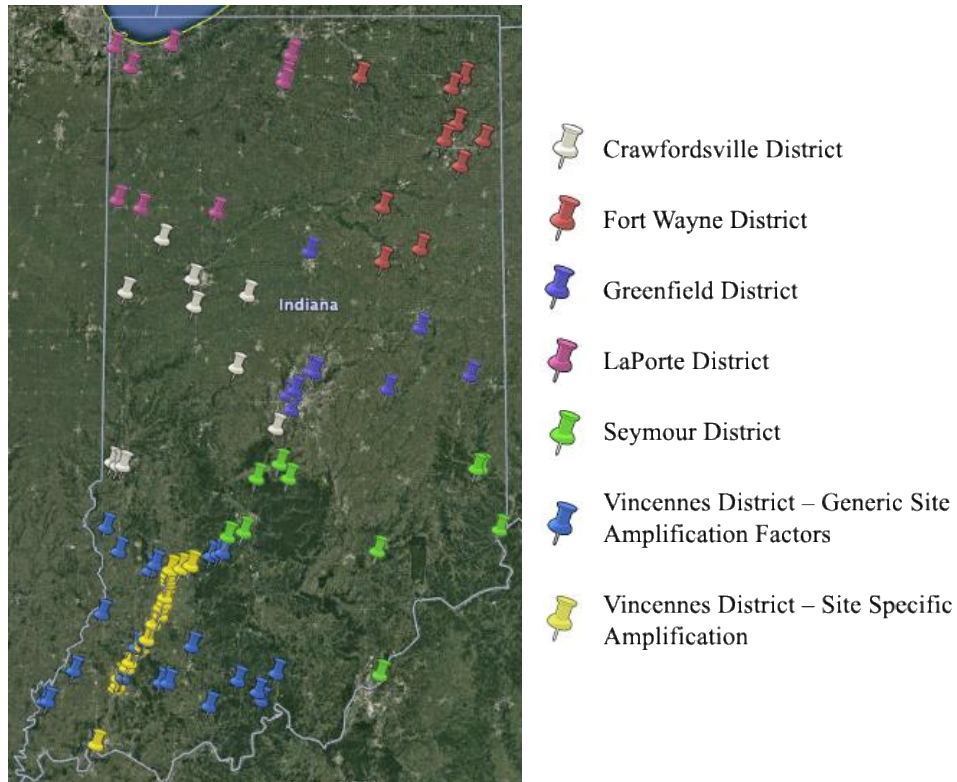 Indiana
Crawfordsville District
Fort Wayne District
Greenfield District
LaPorte District
Seymour District
Vincennes District – Generic Site
Amplification Factors
Vincennes District – Site Specific
Amplification